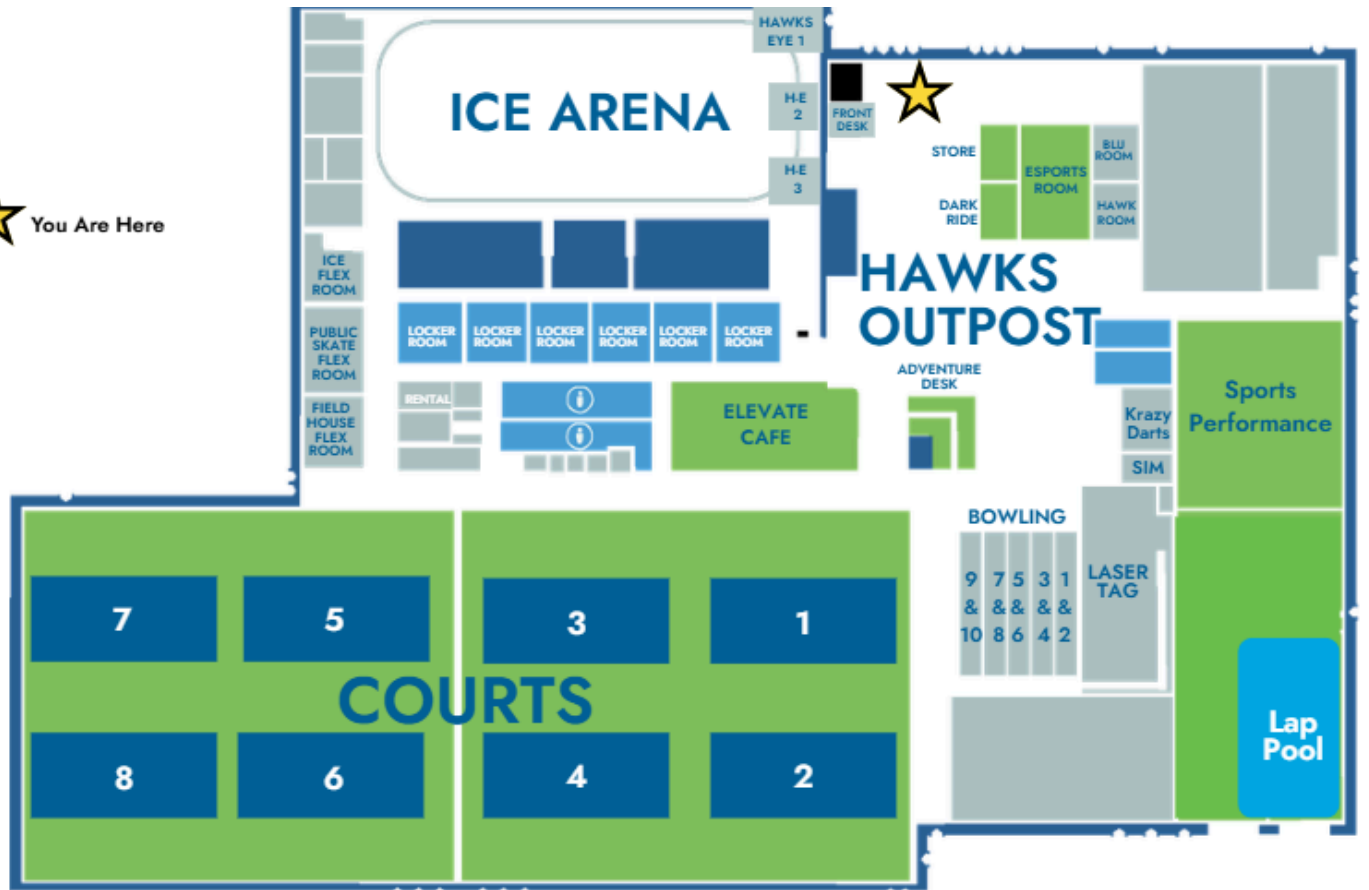 HAWKS
EYE 1
ICE ARENA
H-E
2
FRONT
DESK
H-E
3
STORE
ESPORTS
ROOM
BLU
ROOM
DARK
RIDE
HAWK
ROOM
You Are Here
ICE
FLEX
ROOM
HAWKS
OUTPOST
PUBLIC
SKATE
FLEX
ROOM
LOCKER
ROOM
LOCKER
ROOM
LOCKER
ROOM
LOCKER
ROOM
LOCKER
ROOM
LOCKER
ROOM
ADVENTURE
DESK
RENTAL
ELEVATE
CAFE
FIELD
HOUSE
FLEX
ROOM
Krazy
Darts
Sports
Performance
SIM
BOWLING
9
&
10
7
&
8
5
&
6
3
&
4
1
&
2
LASER
TAG
7
5
3
1
COURTS
8
6
4
2
Lap
Pool